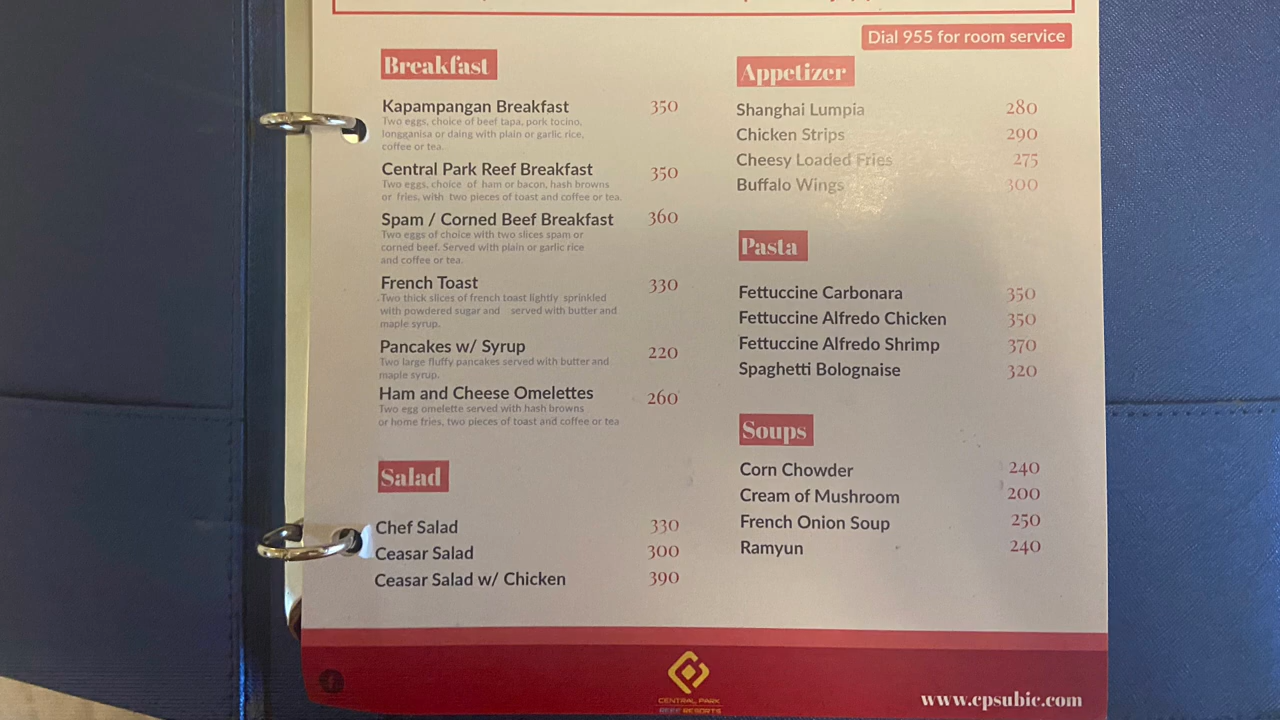 Dial 955 for room service
Breakfast
Kapampangan Breakfast 350
Two eggs, choice of beef tapa, pork tocino,
longganisa or daing with plain or garlic rice,
coffee or tea.
Central Park Reef Breakfast 350
Two eggs, choice of ham or bacon, hash browns
or fries, with two pieces of toast and coffee or tea.
Spam / Corned Beef Breakfast 360
Two eggs of choice with two slices spam or
corned beef. Served with plain or garlic rice
and coffee or tea.
French Toast 330
Two thick slices of french toast lightly sprinkled
with powdered sugar and served with butter and
maple syrup.
Pancakes w/ Syrup 220
Two large fluffy pancakes served with butter and
maple syrup.
Ham and Cheese Omelettes 260
Two egg omelette served with hash browns
or home fries, two pieces of toast and coffee or tea
Salad
Chef Salad 330
Ceasar Salad 300
Ceasar Salad w/ Chicken 390
Appetizer
Shanghai Lumpia 280
Chicken Strips 290
Cheesy Loaded Fries 275
Buffalo Wings 300
Pasta
Fettuccine Carbonara 350
Fettuccine Alfredo Chicken 350
Fettuccine Alfredo Shrimp 370
Spaghetti Bolognaise 320
Soups
Corn Chowder 240
Cream of Mushroom 200
French Onion Soup 250
Ramyun 240
CENTRAL PARK
REEF RESORTS
www.cpsubic.com